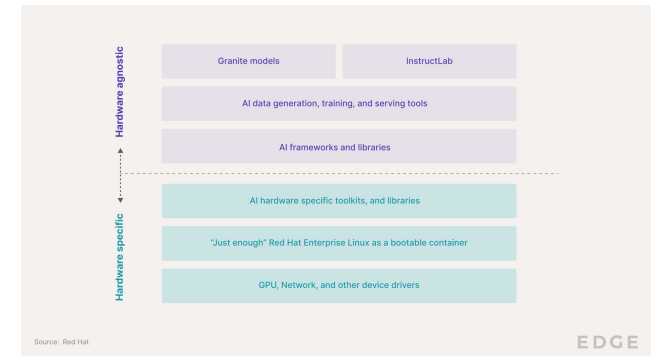 Hardware agnostic
Granite models
InstructLab
AI data generation, training, and serving tools
AI frameworks and libraries
Hardware specific
AI hardware specific toolkits, and libraries
"Just enough" Red Hat Enterprise Linux as a bootable container
GPU, Network, and other device drivers
Source: Red Hat
EDGE